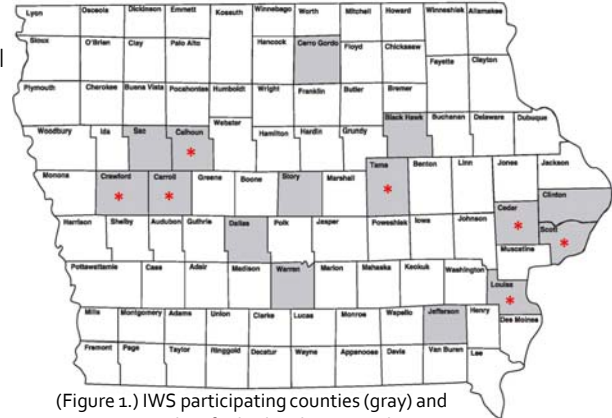 Lyon Osceola Dickinson Emmett Kossuth Winnebago Worth Mitchell Howard Winneshiek Allamakee
Sioux O'Brien Clay Palo Alto Hancock Cerro Gordo Floyd Chickasaw
Fayette Clayton
Plymouth Cherokee Buena Vista Pocahontas Humboldt Wright Franklin Butler Bremer
Woodbury Ida Sac Calhoun Webster Hamilton Hardin Grundy Black Hawk Buchanan Delaware Dubuque
Monona Crawford Carroll Greene Boone Story Marshall Tama Benton Linn Jones Jackson
Clinton
Harrison Shelby Audubon Guthrie Dallas Polk Jasper Poweshiek Iowa Johnson Cedar Scott
Muscatine
Pottawattamie Cass Adair Madison Warren Marion Mahaska Keokuk Washington Louisa
Mills Montgomery Adams Union Clarke Lucas Monroe Wapello Jefferson Henry Des Moines
Fremont Page Taylor Ringgold Decatur Wayne Appanoose Davis Van Buren Lee
(Figure 1.) IWS participating counties (gray) and